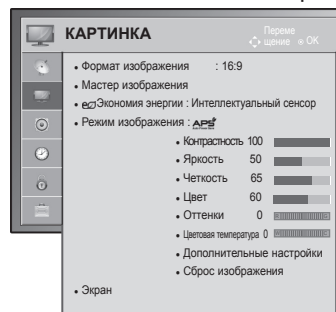 КАРТИНКА
Переме
щение OK
• Формат изображения : 16:9
• Мастер изображения
• Экономия энергии : Интеллектуальный сенсор
• Режим изображения : APS
• Контрастность 100
• Яркость 50
• Четкость 65
• Цвет 60
• Оттенки 0
• Цветовая температура 0
• Дополнительные настройки
• Сброс изображения
• Экран